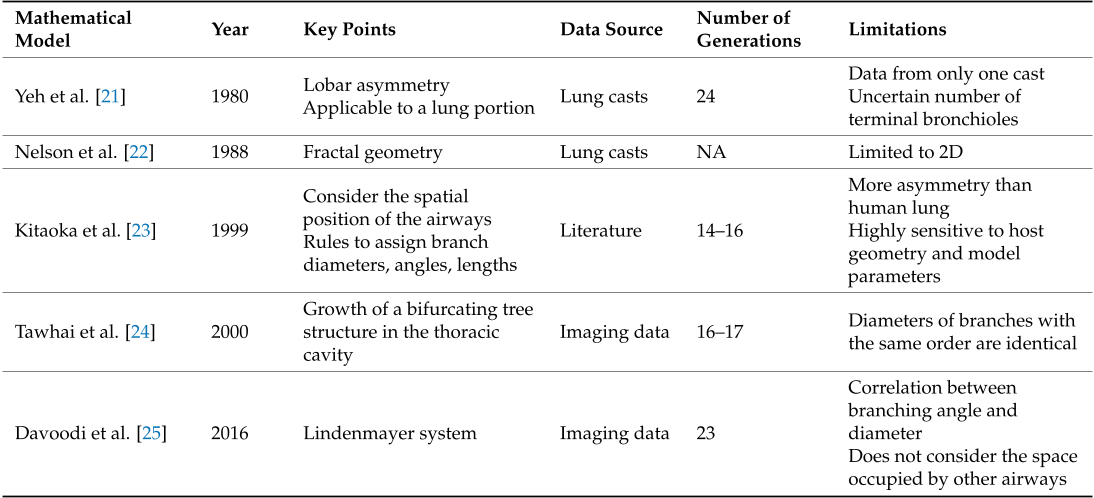 Mathematical Model Year Key Points Data Source Number of Generations Limitations
Yeh et al. [21] 1980 Lobar asymmetry
Applicable to a lung portion Lung casts 24 Data from only one cast
Uncertain number of
terminal bronchioles
Nelson et al. [22] 1988 Fractal geometry Lung casts NA Limited to 2D
Kitaoka et al. [23] 1999 Consider the spatial
position of the airways
Rules to assign branch
diameters, angles, lengths Literature 14–16 More asymmetry than
human lung
Highly sensitive to host
geometry and model
parameters
Tawhai et al. [24] 2000 Growth of a bifurcating tree
structure in the thoracic
cavity Imaging data 16–17 Diameters of branches with
the same order are identical
Davoodi et al. [25] 2016 Lindenmayer system Imaging data 23 Correlation between
branching angle and
diameter
Does not consider the space
occupied by other airways